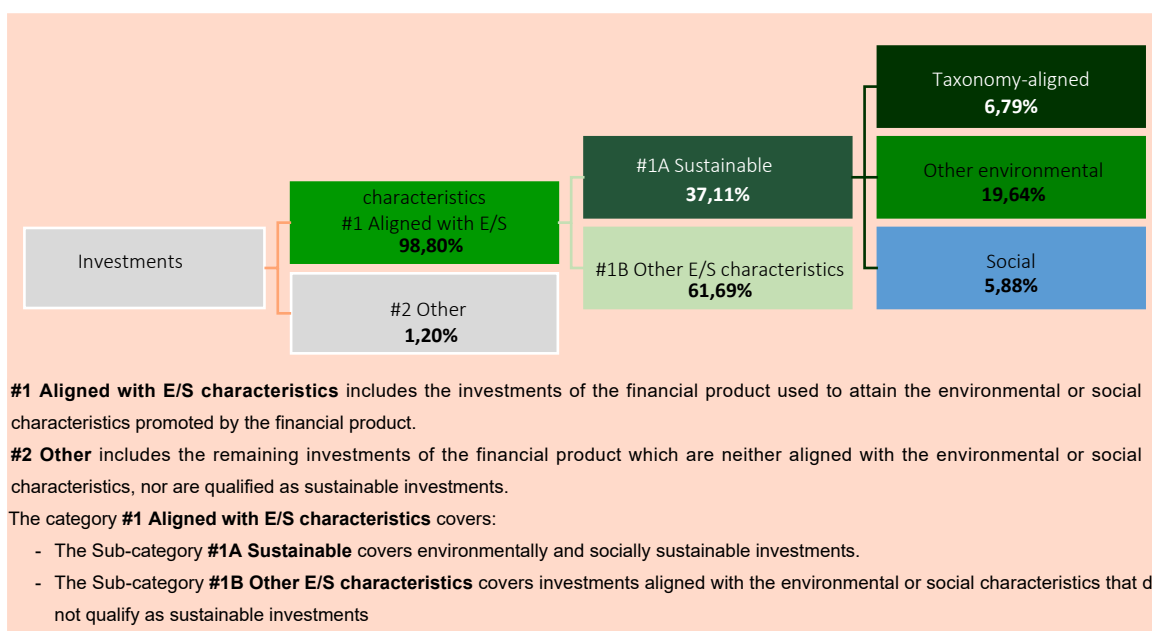 Investments
characteristics
#1 Aligned with E/S
98,80%
#2 Other
1,20%
#1A Sustainable
37,11%
#1B Other E/S characteristics
61,69%
Taxonomy-aligned
6,79%
Other environmental
19,64%
Social
5,88%
#1 Aligned with E/S characteristics includes the investments of the financial product used to attain the environmental or social
characteristics promoted by the financial product.
#2 Other includes the remaining investments of the financial product which are neither aligned with the environmental or social
characteristics, nor are qualified as sustainable investments.
The category #1 Aligned with E/S characteristics covers:
- The Sub-category #1A Sustainable covers environmentally and socially sustainable investments.
- The Sub-category #1B Other E/S characteristics covers investments aligned with the environmental or social characteristics that d
not qualify as sustainable investments